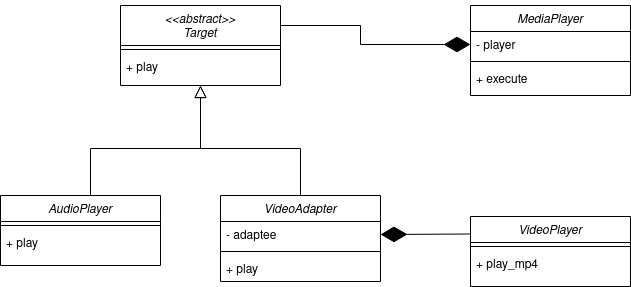 <<abstract>>
Target
+ play
MediaPlayer
- player
+ execute
AudioPlayer
+ play
VideoAdapter
- adaptee
+ play
VideoPlayer
+ play_mp4